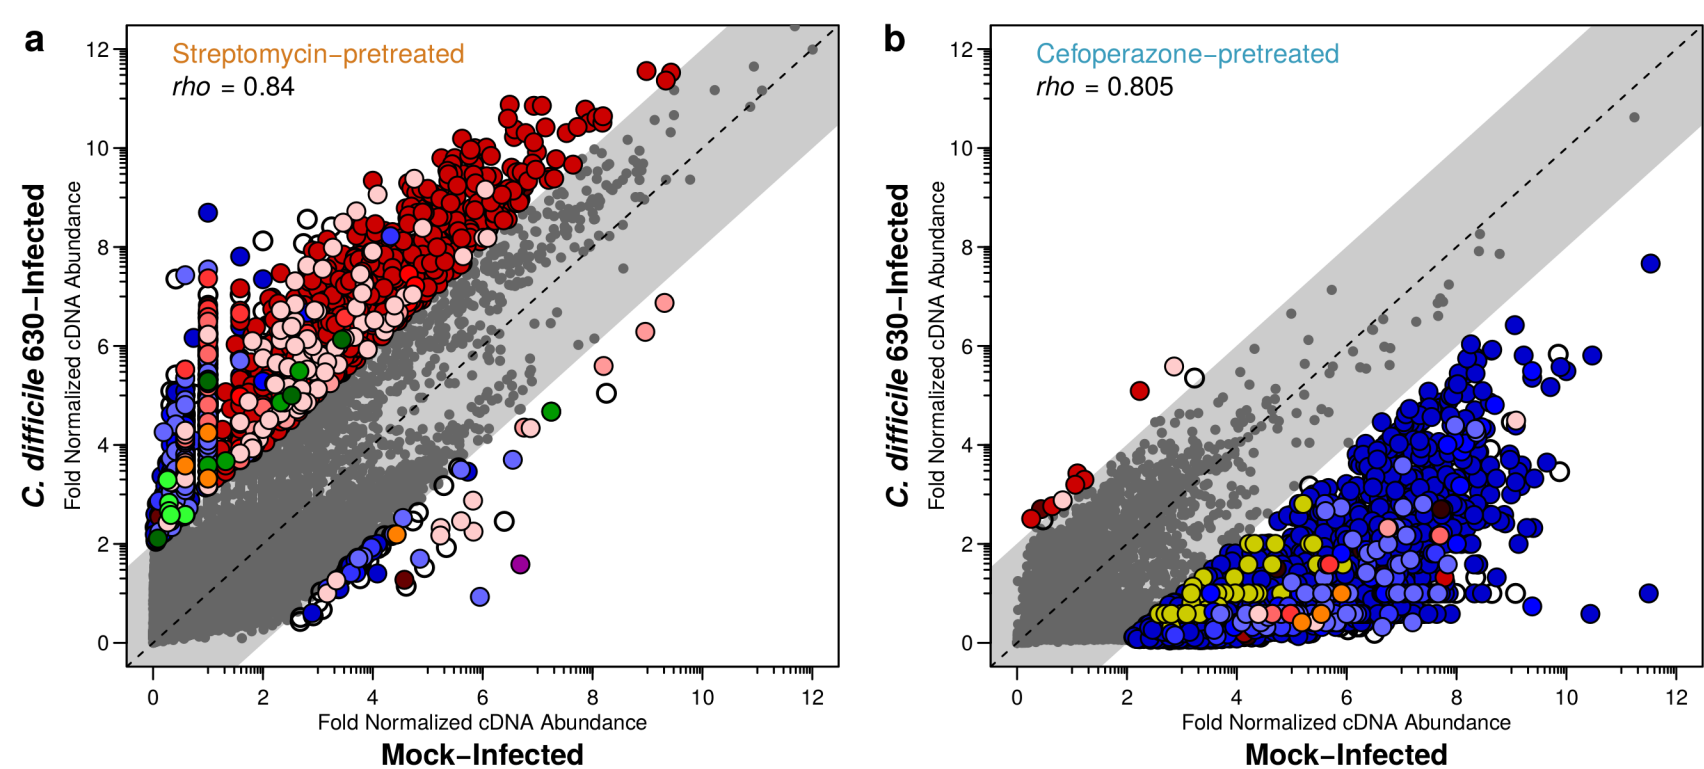 a
Streptomycin−pretreated
rho = 0.84
C. difficile 630−Infected
Fold Normalized cDNA Abundance
12
10
8
6
4
2
0
0 2 4 6 8 10 12
Fold Normalized cDNA Abundance
Mock−Infected
b
Cefoperazone−pretreated
rho = 0.805
C. difficile 630−Infected
Fold Normalized cDNA Abundance
12
10
8
6
4
2
0
0 2 4 6 8 10 12
Fold Normalized cDNA Abundance
Mock−Infected